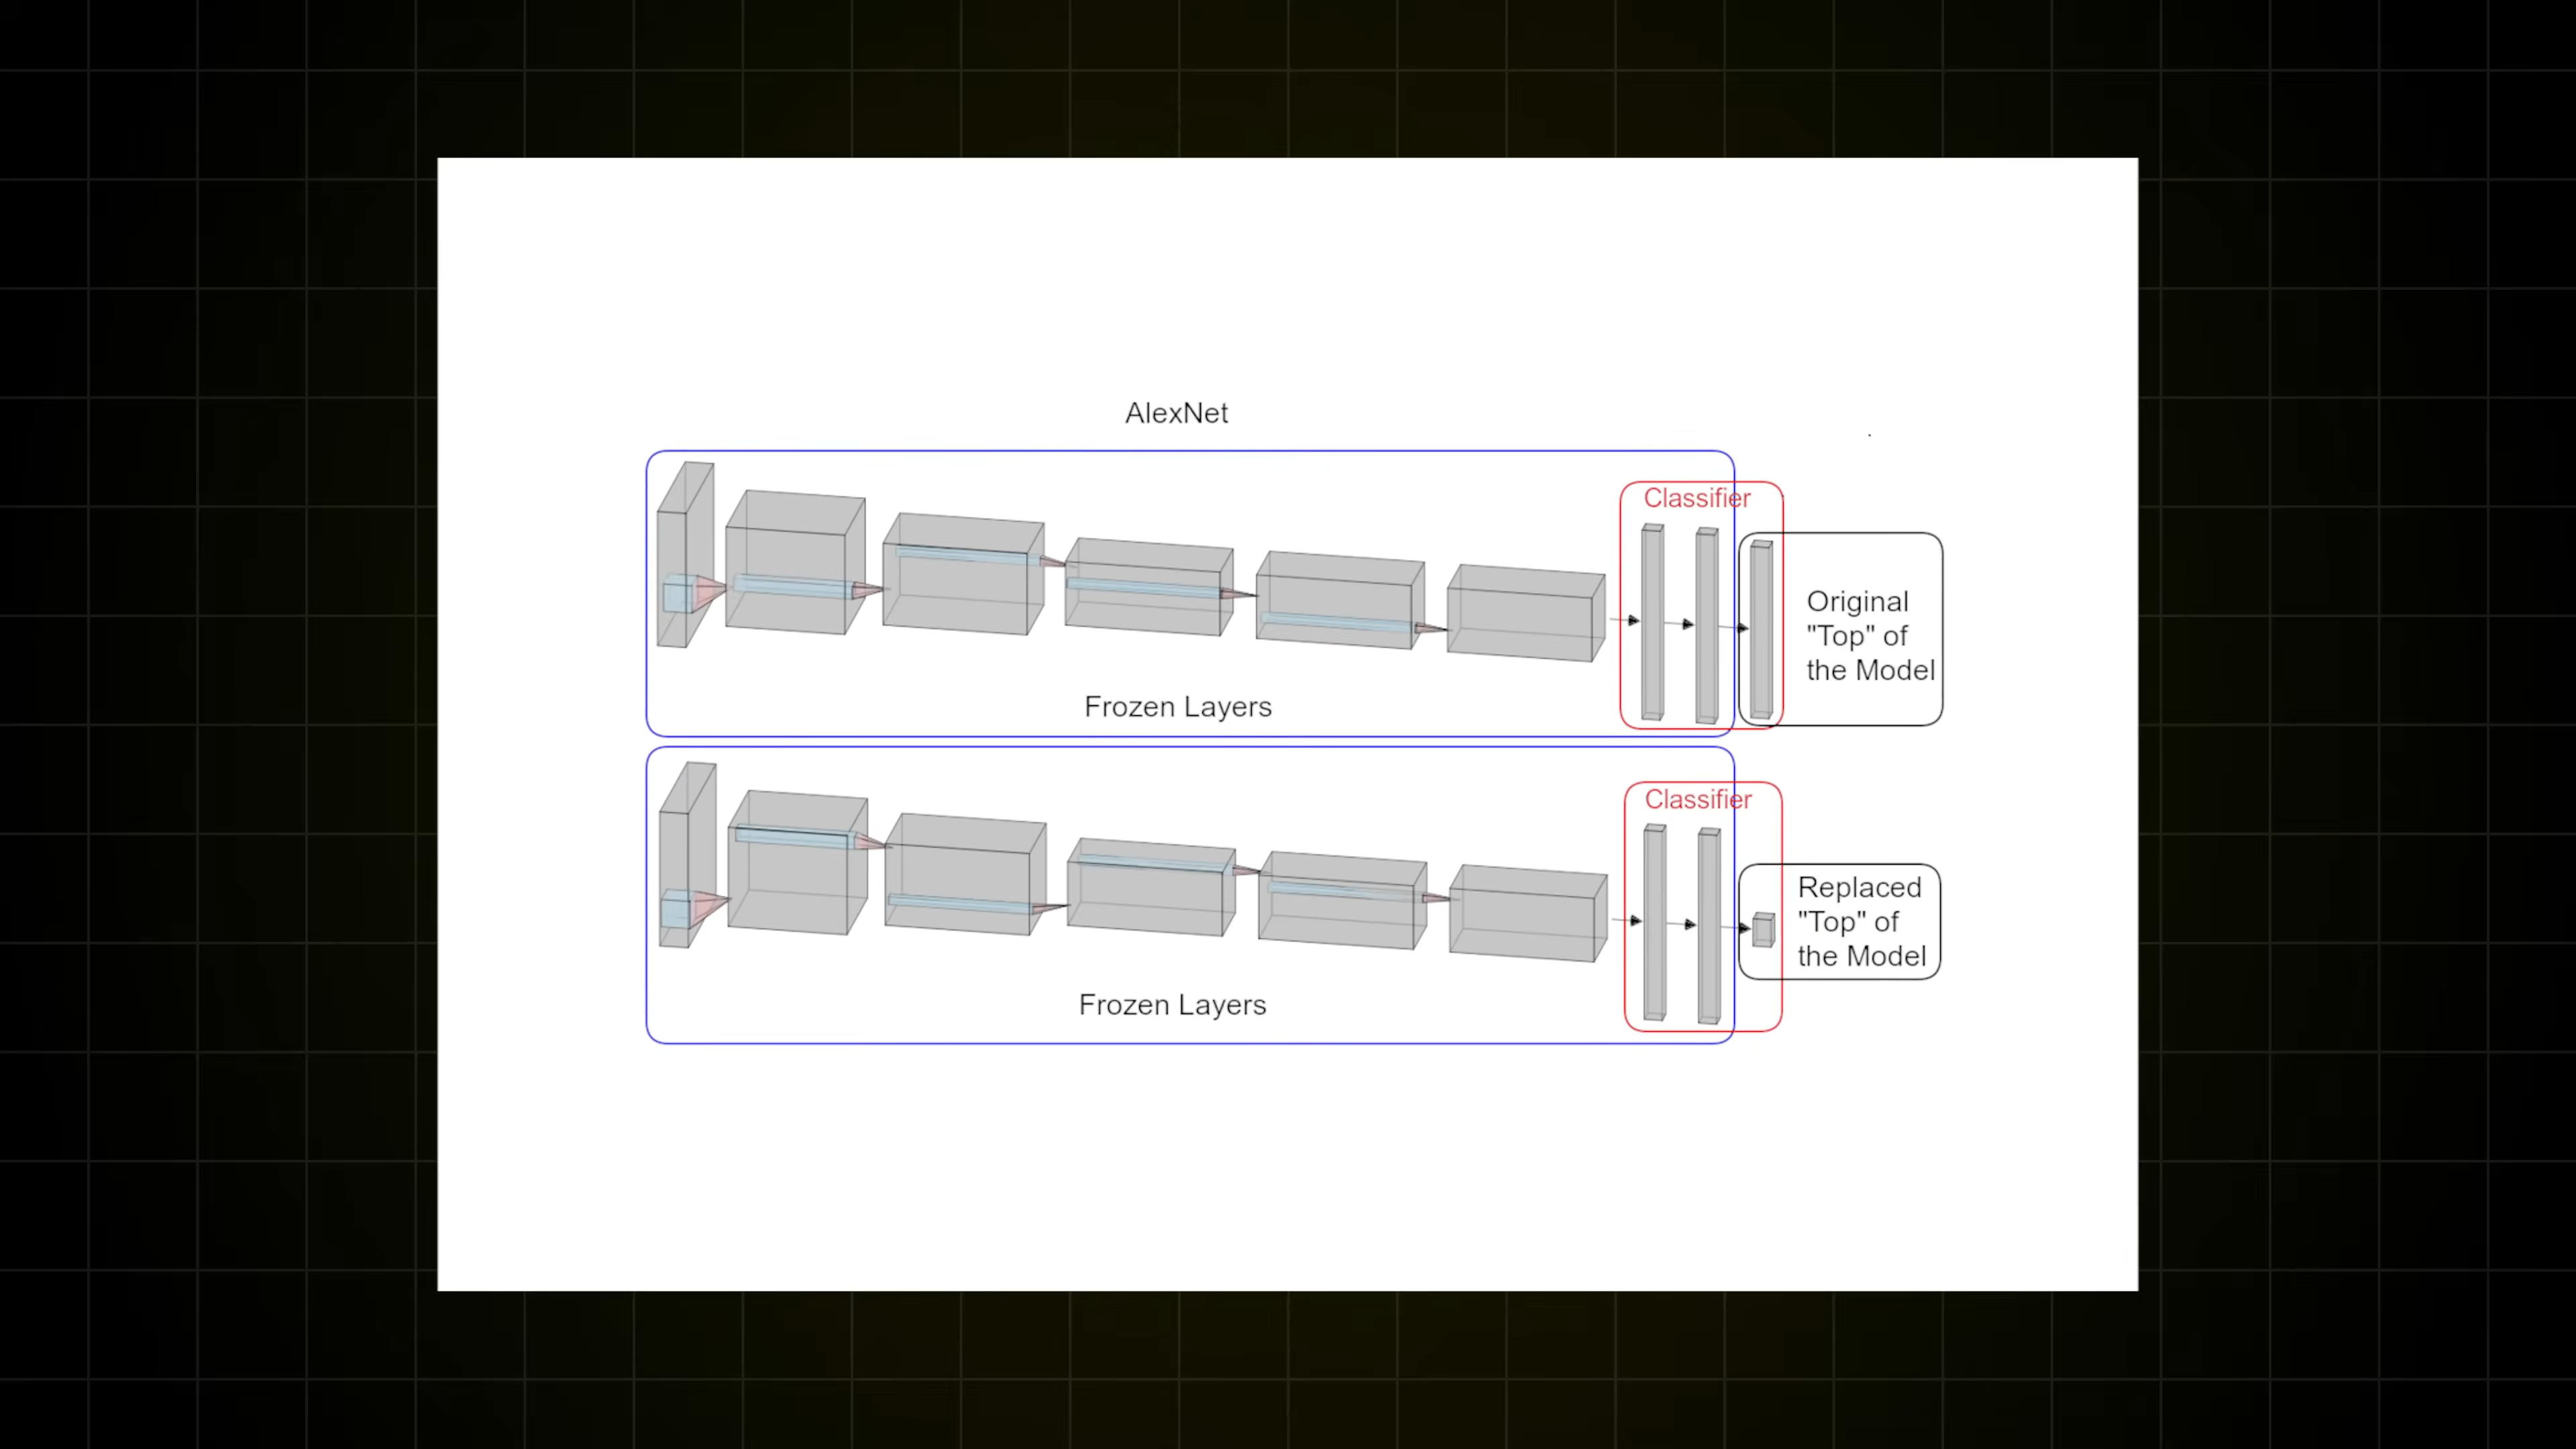 AlexNet
Classifier
Original
"Top" of
the Model
Frozen Layers
Classifier
Replaced
"Top" of
the Model
Frozen Layers